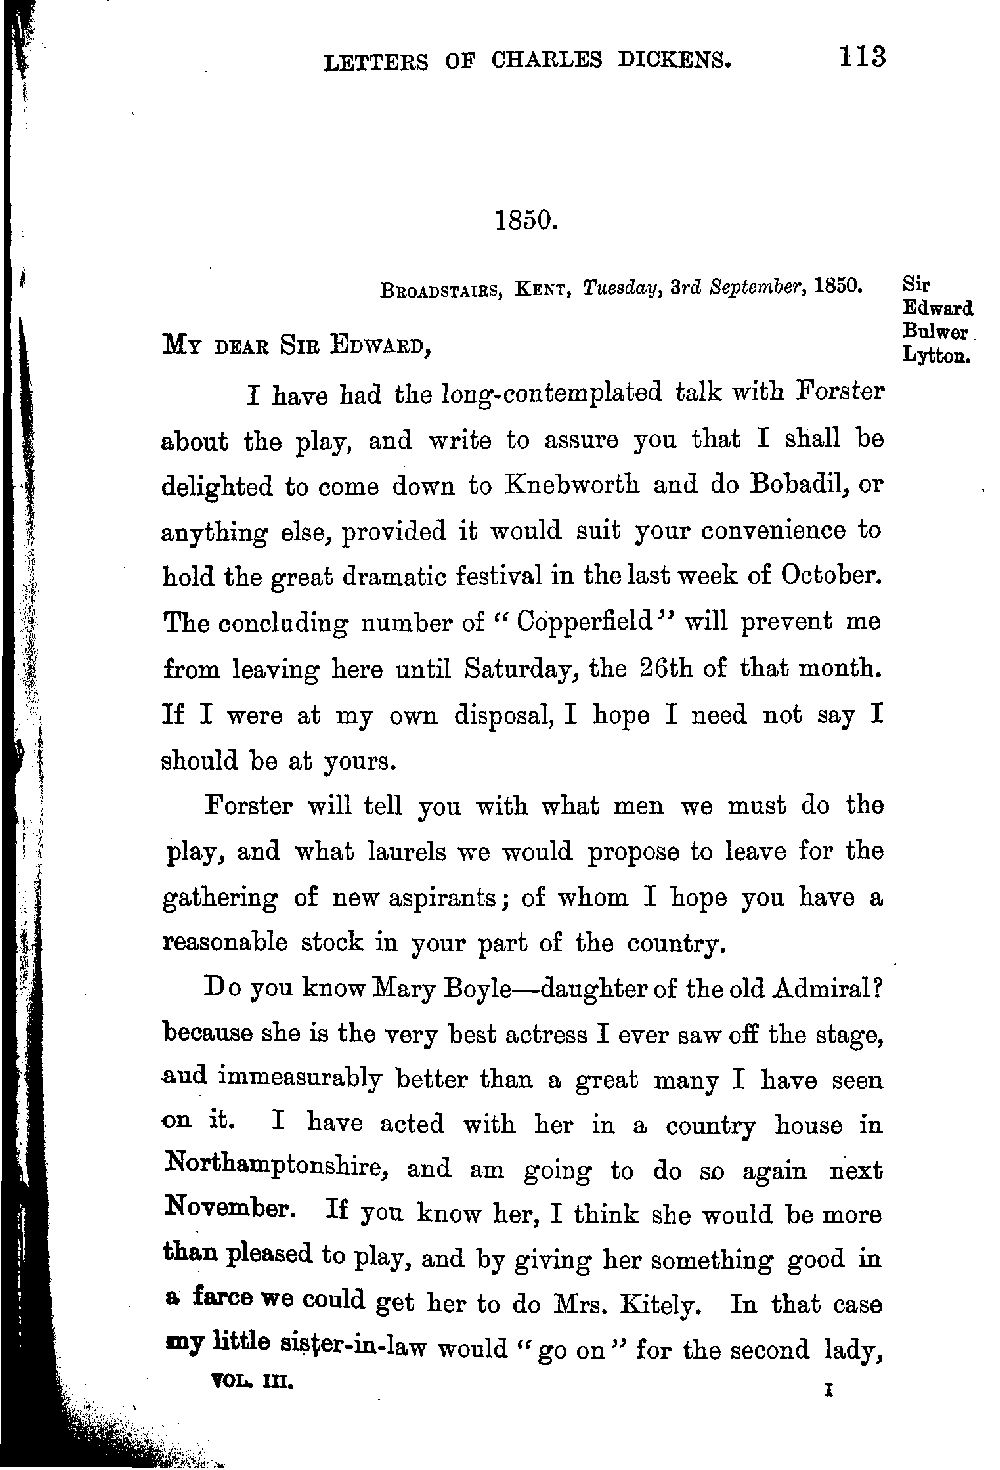 LETTERS OF CHARLES DICKENS. 113
1850.
BROADSTAIRS, KENT, Tuesday, 3rd September, 1850.
Sir
Edward
Bulwer
Lytton.
MY DEAR SIR EDWARD,
I have had the long-contemplated talk with Forster
about the play, and write to assure you that I shall be
delighted to come down to Knebworth and do Bobadil, or
anything else, provided it would suit your convenience to
hold the great dramatic festival in the last week of October.
The concluding number of “Copperfield” will prevent me
from leaving here until Saturday, the 26th of that month.
If I were at my own disposal, I hope I need not say I
should be at yours.
Forster will tell you with what men we must do the
play, and what laurels we would propose to leave for the
gathering of new aspirants; of whom I hope you have a
reasonable stock in your part of the country.
Do you know Mary Boyle—daughter of the old Admiral?
because she is the very best actress I ever saw off the stage,
and immeasurably better than a great many I have seen
on it. I have acted with her in a country house in
Northamptonshire, and am going to do so again next
November. If you know her, I think she would be more
than pleased to play, and by giving her something good in
a farce we could get her to do Mrs. Kitely. In that case
my little sister-in-law would “go on” for the second lady,
VOL. III. I